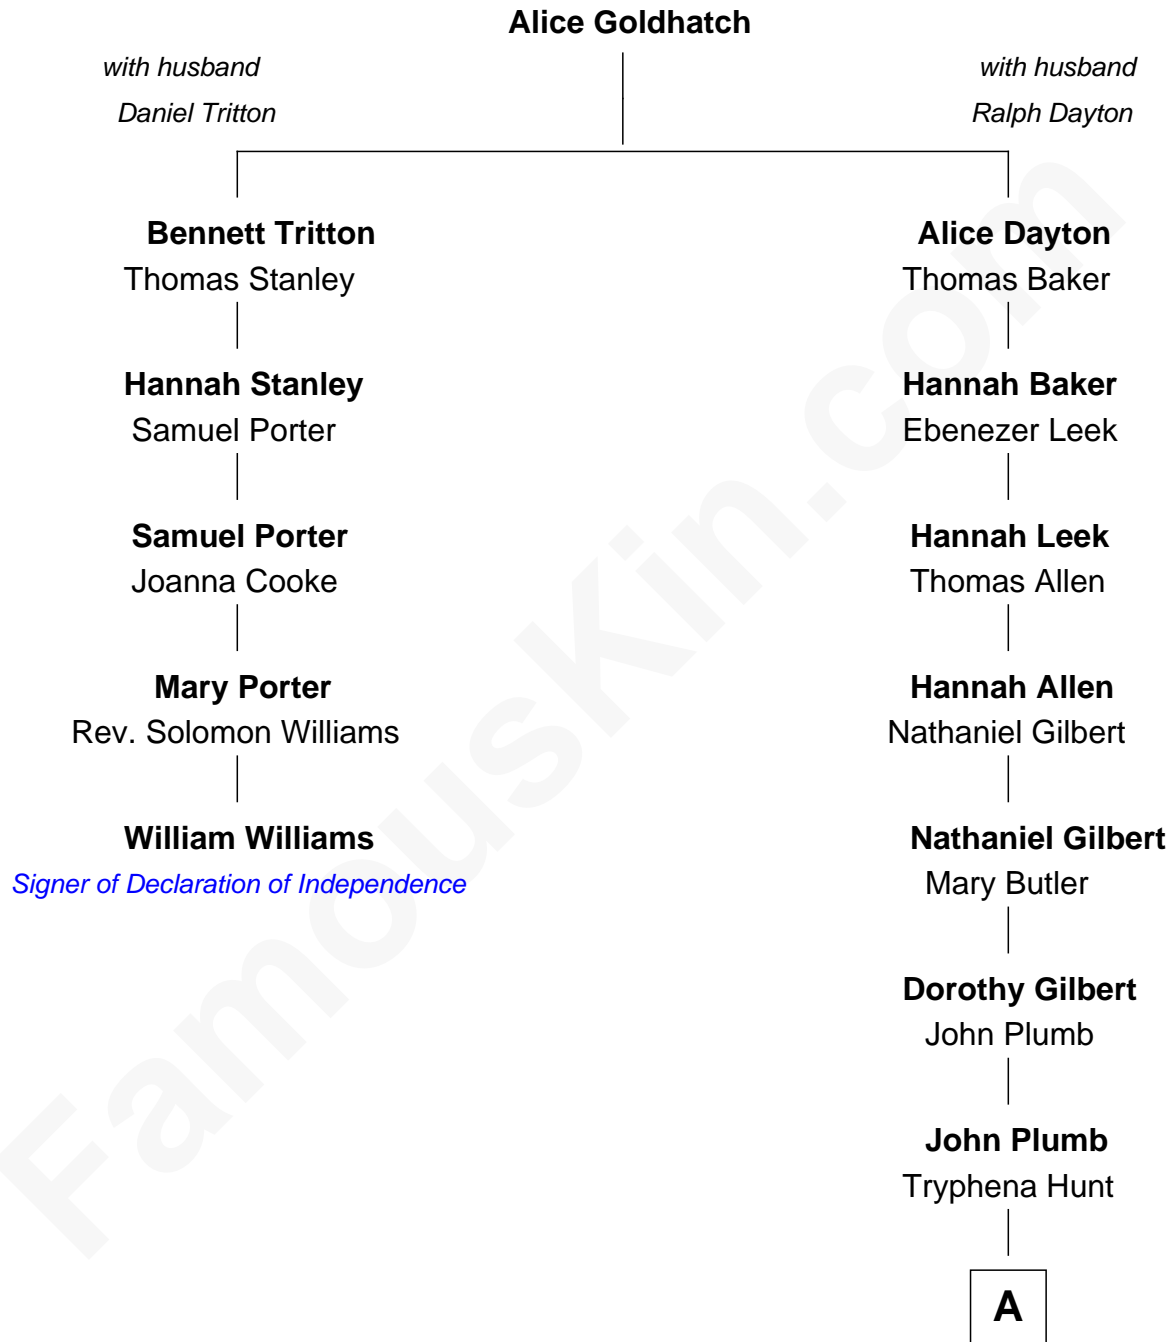 Alice Goldhatch
with husband
Daniel Tritton
with husband
Ralph Dayton
Bennett Tritton
Thomas Stanley
Hannah Stanley
Samuel Porter
Samuel Porter
Joanna Cooke
Mary Porter
Rev. Solomon Williams
William Williams
Signer of Declaration of Independence
Alice Dayton
Thomas Baker
Hannah Baker
Ebenezer Leek
Hannah Leek
Thomas Allen
Hannah Allen
Nathaniel Gilbert
Nathaniel Gilbert
Mary Butler
Dorothy Gilbert
John Plumb
John Plumb
Tryphena Hunt
A
FamousKin.com